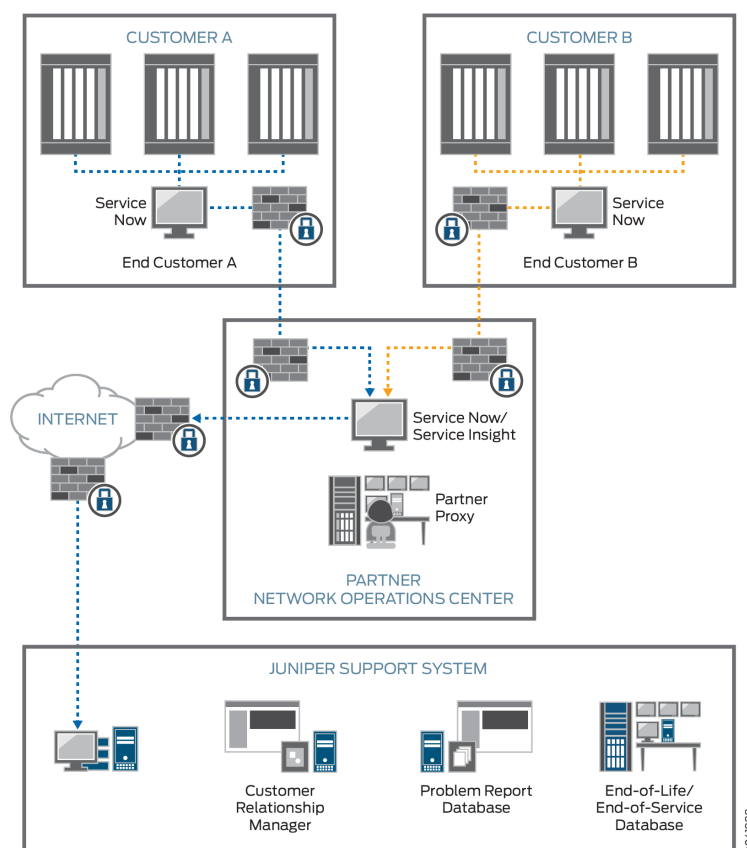 CUSTOMER A
CUSTOMER B
Service
Now
Service
Now
End Customer A
End Customer B
INTERNET
Service Now/
Service Insight
Partner
Proxy
PARTNER
NETWORK OPERATIONS CENTER
JUNIPER SUPPORT SYSTEM
Customer
Relationship
Manager
Problem Report
Database
End-of-Life/
End-of-Service
Database